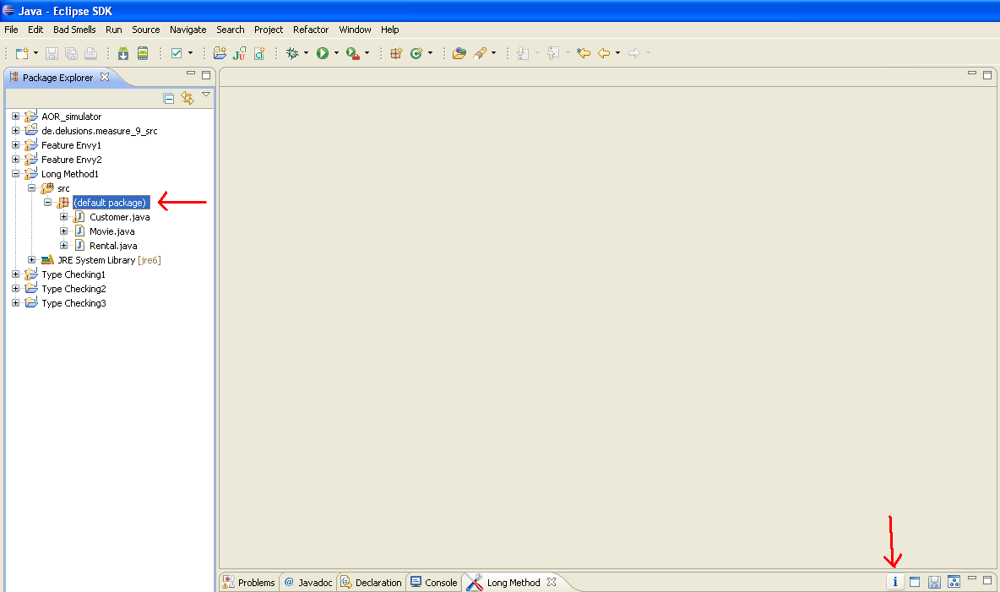 Java - Eclipse SDK
File Edit Bad Smells Run Source Navigate Search Project Refactor Window Help
Package Explorer
AOR_simulator
de.delusions.measure_9_src
Feature Envy1
Feature Envy2
Long Method1
src
(default package)
Customer.java
Movie.java
Rental.java
JRE System Library [jre6]
Type Checking1
Type Checking2
Type Checking3
Problems @ Javadoc Declaration Console Long Method i